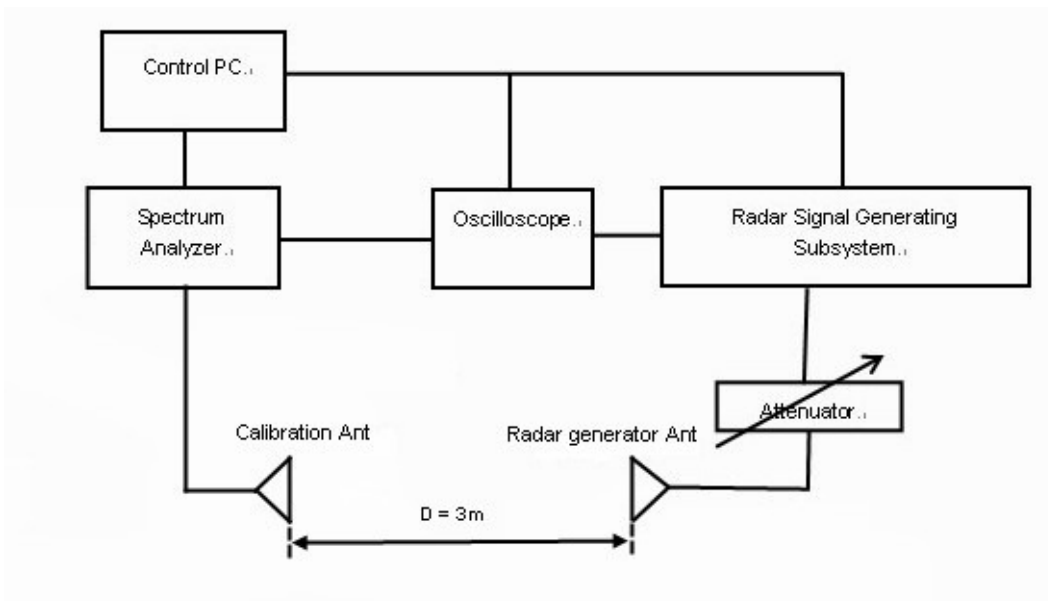 Control PC.
Spectrum
Analyzer.
Oscilloscope.
Radar Signal Generating
Subsystem.
Attenuator.
Calibration Ant
Radar generator Ant
D = 3m